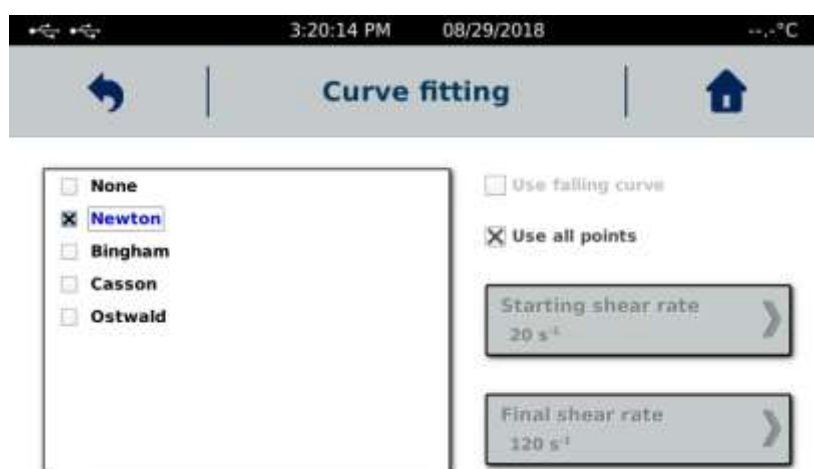 3:20:14 PM 08/29/2018 --.-°C
Curve fitting
None
Newton
Bingham
Casson
Ostwald
Use falling curve
Use all points
Starting shear rate
20 s⁻¹
Final shear rate
120 s⁻¹